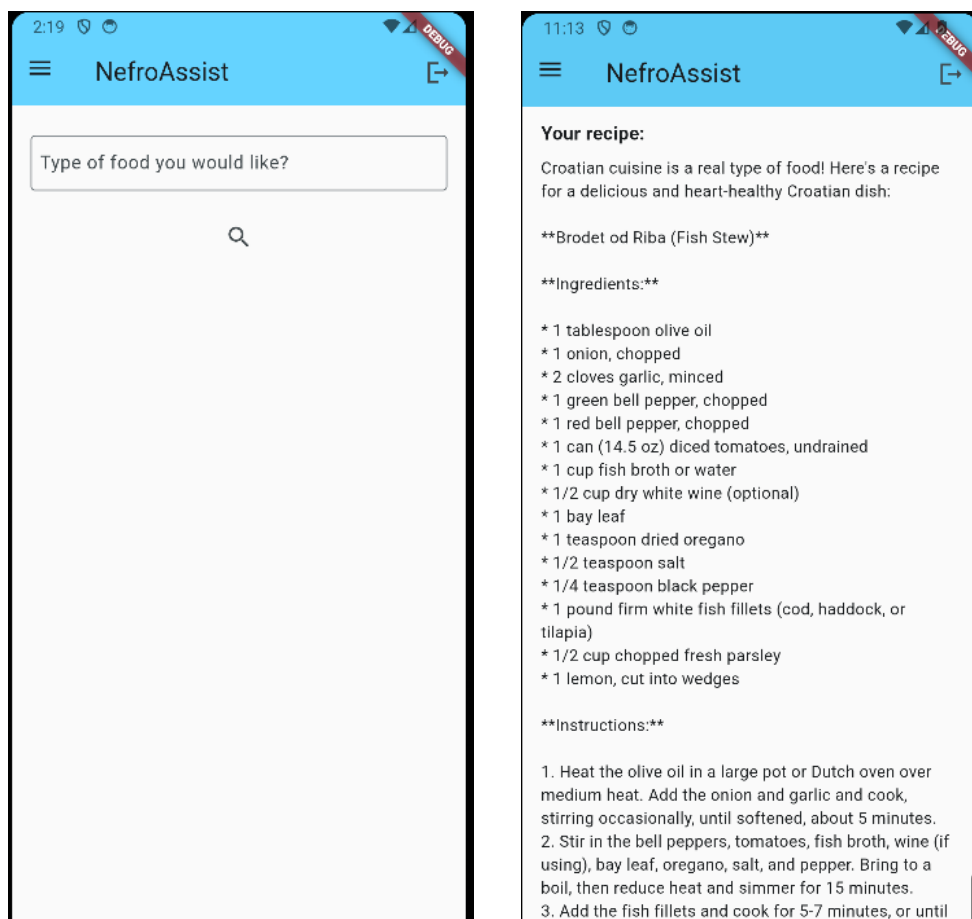 2:19
DEBUG
NefroAssist
Type of food you would like?
11:13
DEBUG
NefroAssist
Your recipe:
Croatian cuisine is a real type of food! Here's a recipe
for a delicious and heart-healthy Croatian dish:
**Brodet od Riba (Fish Stew)**
**Ingredients:**
* 1 tablespoon olive oil
* 1 onion, chopped
* 2 cloves garlic, minced
* 1 green bell pepper, chopped
* 1 red bell pepper, chopped
* 1 can (14.5 oz) diced tomatoes, undrained
* 1 cup fish broth or water
* 1/2 cup dry white wine (optional)
* 1 bay leaf
* 1 teaspoon dried oregano
* 1/2 teaspoon salt
* 1/4 teaspoon black pepper
* 1 pound firm white fish fillets (cod, haddock, or
tilapia)
* 1/2 cup chopped fresh parsley
* 1 lemon, cut into wedges
**Instructions:**
1. Heat the olive oil in a large pot or Dutch oven over
medium heat. Add the onion and garlic and cook,
stirring occasionally, until softened, about 5 minutes.
2. Stir in the bell peppers, tomatoes, fish broth, wine (if
using), bay leaf, oregano, salt, and pepper. Bring to a
boil, then reduce heat and simmer for 15 minutes.
3. Add the fish fillets and cook for 5-7 minutes, or until